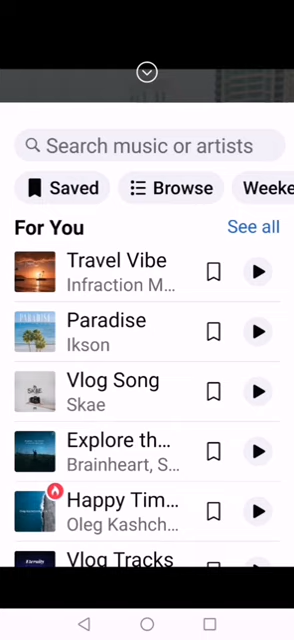 Search music or artists
Saved
Browse
Weeke
For You
See all
Travel Vibe
Infraction M...
PARADISE
Paradise
Ikson
Vlog Song
Skae
Explore th...
Brainheart, S...
Happy Tim...
Oleg Kashch...
Vlog Tracks